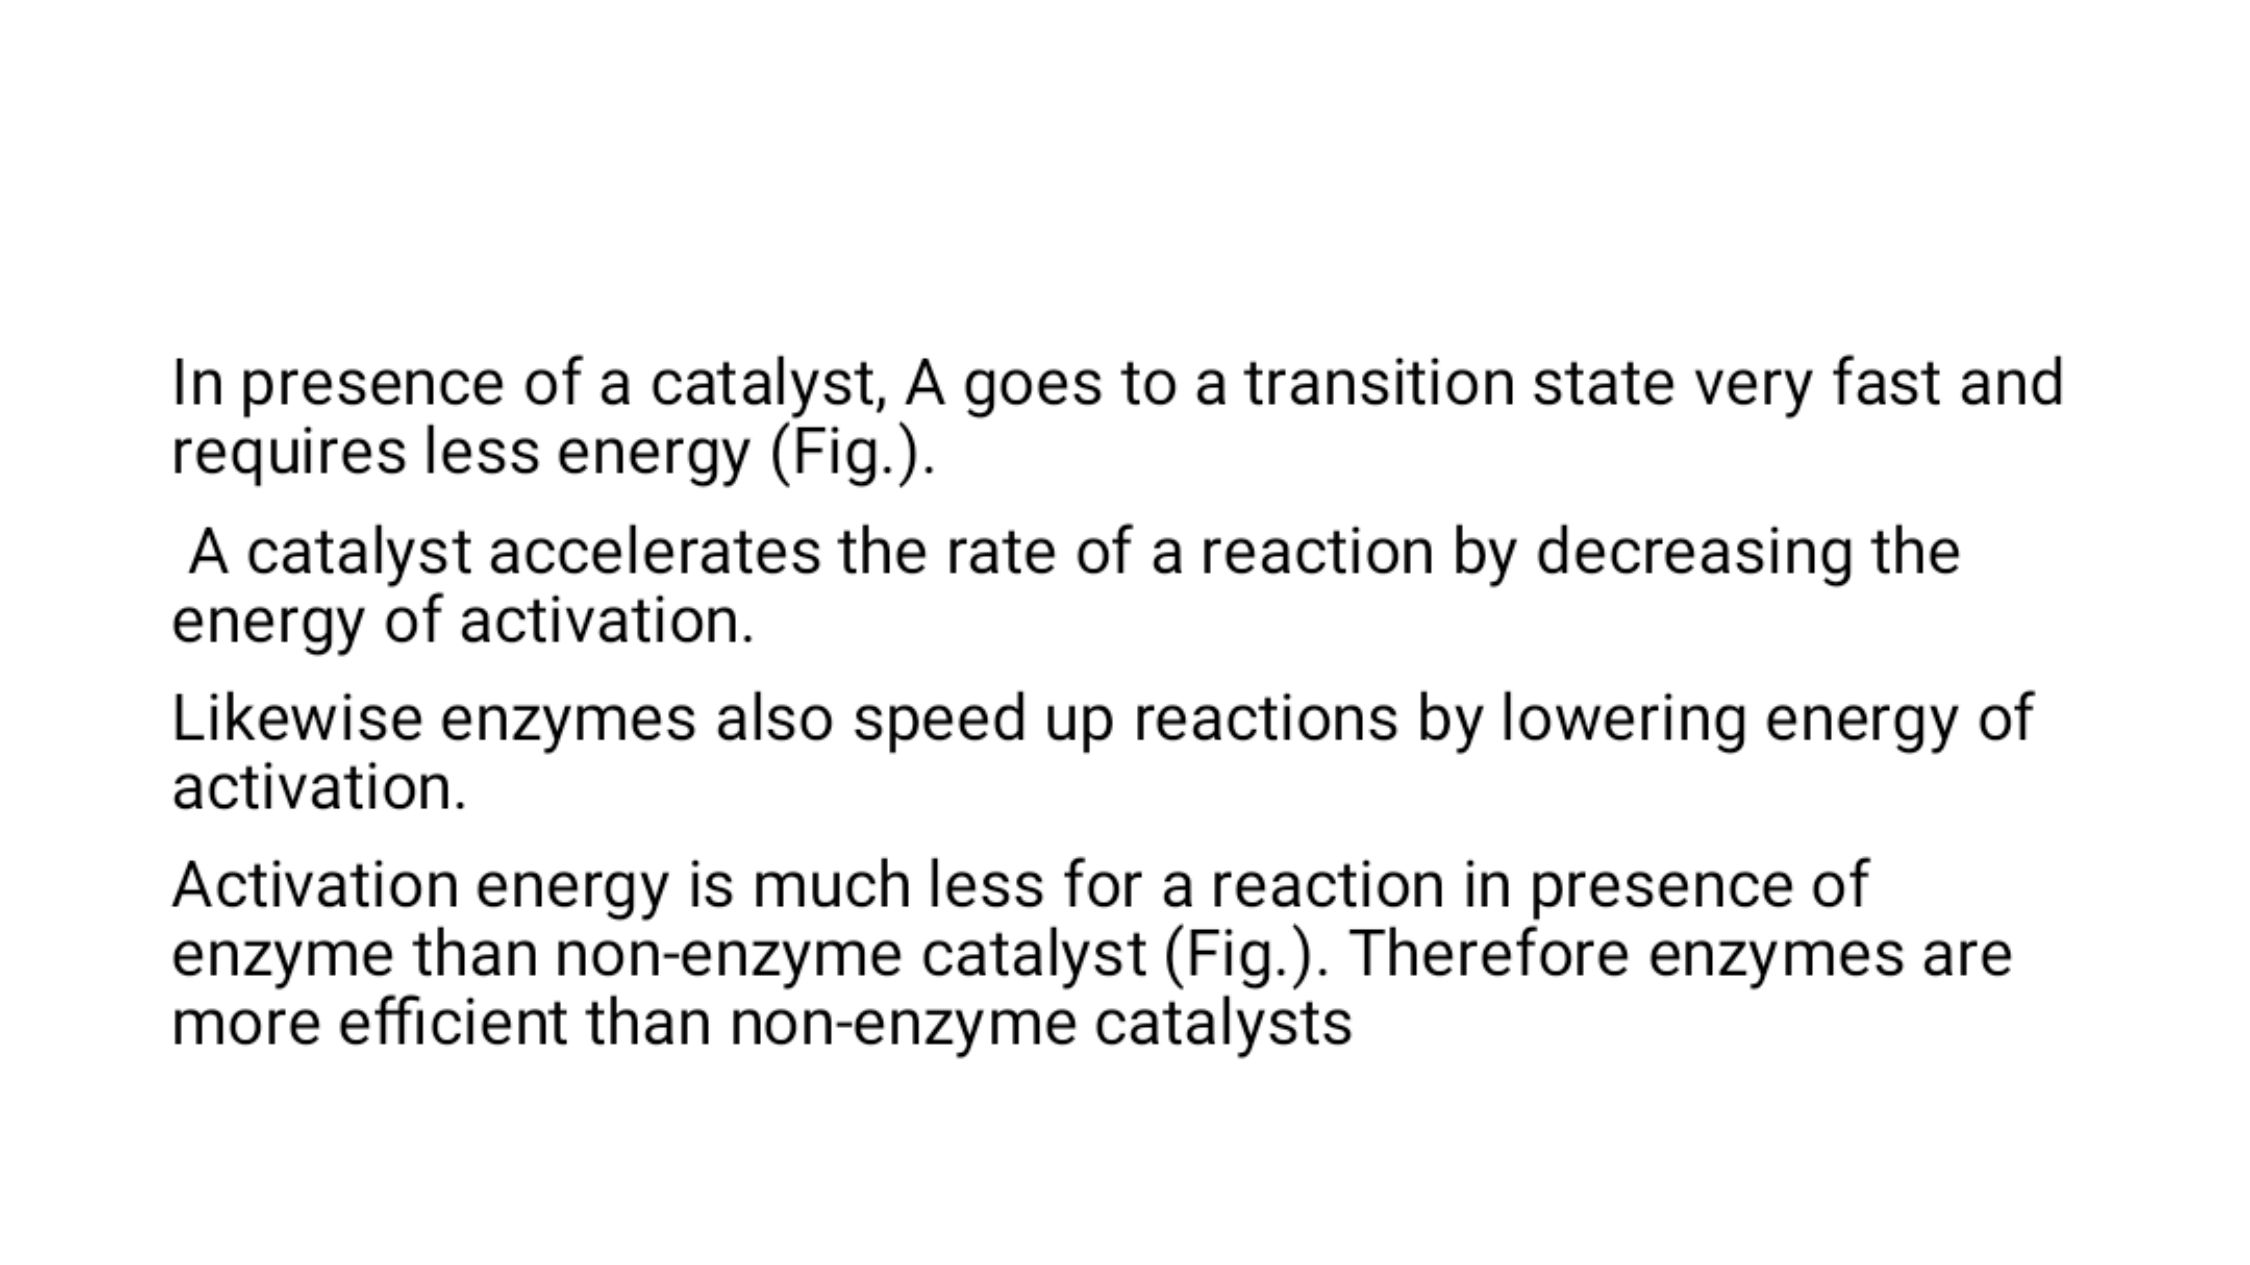 In presence of a catalyst, A goes to a transition state very fast and
requires less energy (Fig.).
A catalyst accelerates the rate of a reaction by decreasing the
energy of activation.
Likewise enzymes also speed up reactions by lowering energy of
activation.
Activation energy is much less for a reaction in presence of
enzyme than non-enzyme catalyst (Fig.). Therefore enzymes are
more efficient than non-enzyme catalysts